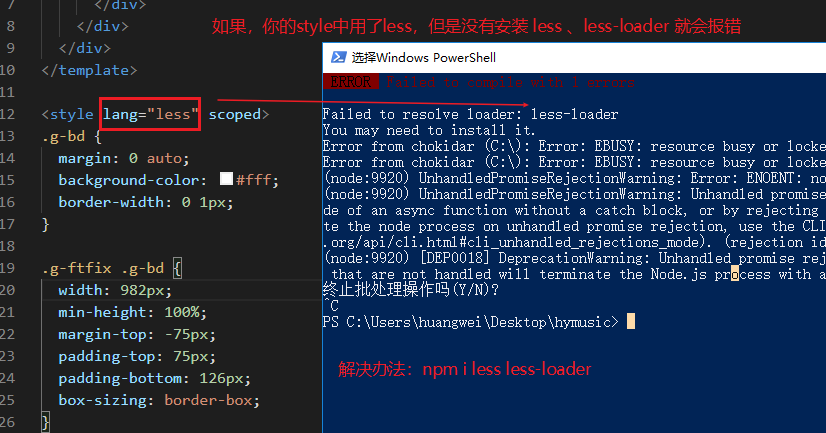 如果，你的style中用了less，但是没有安装 less 、less-loader 就会报错
7 </div>
8 </div>
9 </div>
10 </template>
11
12 <style lang="less" scoped>
13 .g-bd {
14 margin: 0 auto;
15 background-color: #fff;
16 border-width: 0 1px;
17 }
18
19 .g-ftfix .g-bd {
20 width: 982px;
21 min-height: 100%;
22 margin-top: -75px;
23 padding-top: 75px;
24 padding-bottom: 126px;
25 box-sizing: border-box;
26 }
选择Windows PowerShell
ERROR Failed to compile with 1 errors
Failed to resolve loader: less-loader
You may need to install it.
Error from chokidar (C:\): Error: EBUSY: resource busy or locke
Error from chokidar (C:\): Error: EBUSY: resource busy or locke
(node:9920) UnhandledPromiseRejectionWarning: Error: ENOENT: no
(node:9920) UnhandledPromiseRejectionWarning: Unhandled promise
de of an async function without a catch block, or by rejecting
te the node process on unhandled promise rejection, use the CLI
.org/api/cli.html#cli_unhandled_rejections_mode). (rejection id
(node:9920) [DEP0018] DeprecationWarning: Unhandled promise rej
that are not handled will terminate the Node.js process with a
终止批处理操作吗(Y/N)?
^C
PS C:\Users\huangwei\Desktop\hymusic>
解决办法：npm i less less-loader